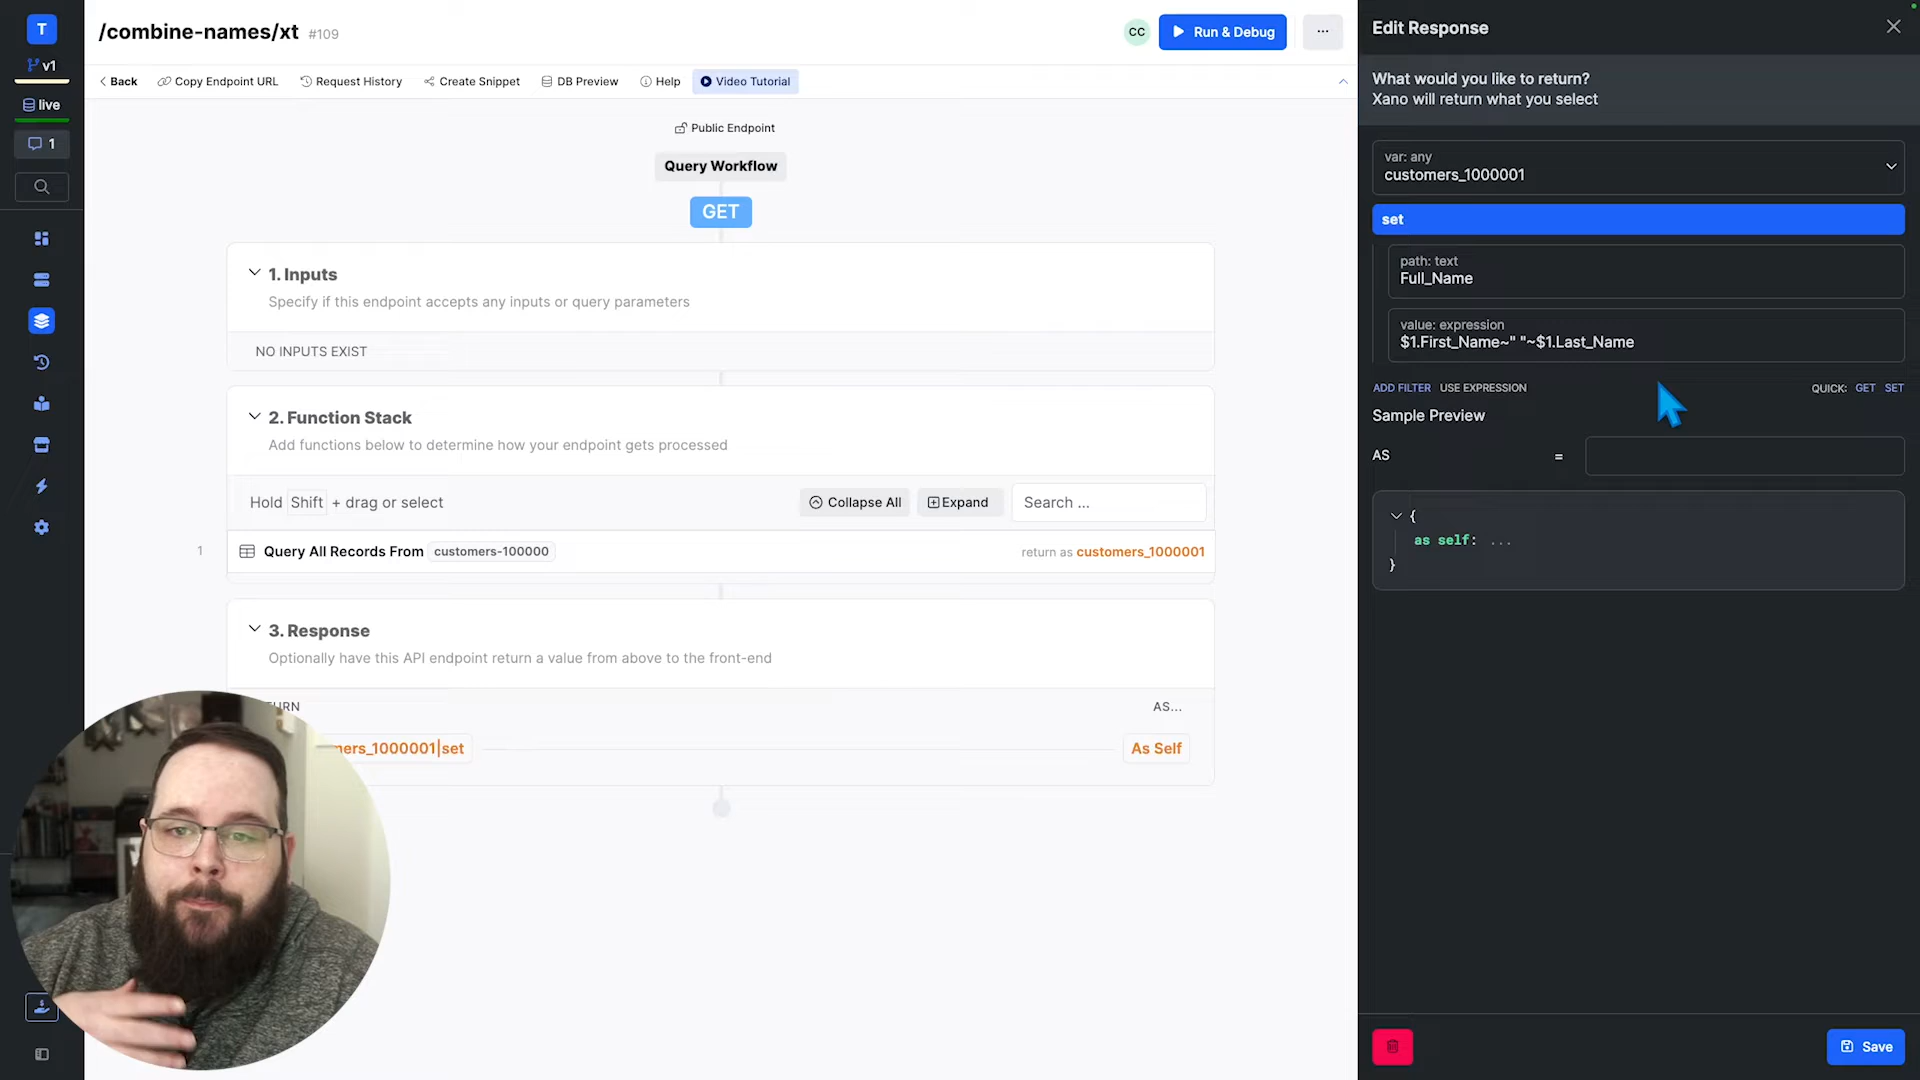 T
v1
live
1
/combine-names/xt #109
CC
Run & Debug
...
Back
Copy Endpoint URL
Request History
Create Snippet
DB Preview
Help
Video Tutorial
Public Endpoint
Query Workflow
GET
1. Inputs
Specify if this endpoint accepts any inputs or query parameters
NO INPUTS EXIST
2. Function Stack
Add functions below to determine how your endpoint gets processed
Hold Shift + drag or select
Collapse All
Expand
Search ...
1
Query All Records From customers-100000
return as customers_1000001
3. Response
Optionally have this API endpoint return a value from above to the front-end
TURN
AS...
mers_1000001|set
As Self
Edit Response
What would you like to return?
Xano will return what you select
var: any
customers_1000001
set
path: text
Full_Name
value: expression
$1.First_Name~" "~$1.Last_Name
ADD FILTER USE EXPRESSION
QUICK: GET SET
Sample Preview
AS =
{
as self: ...
}
Save